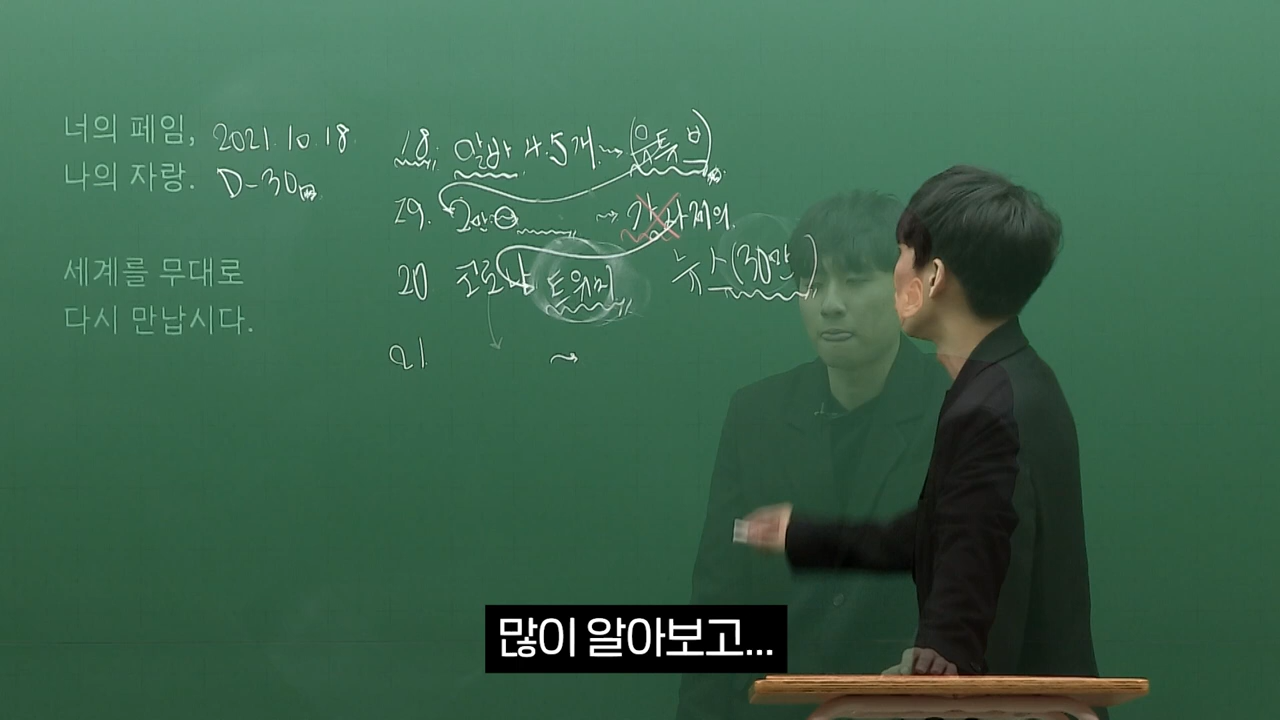 너의 페임, 2021.10.18
나의 자랑. D-30
세계를 무대로
다시 만납시다.
18. 알바 4.5개 → (유튜브)
19. 2만 → 강사제의
20 코로나 트위치 뉴스(30만)
21. →
많이 알아보고...